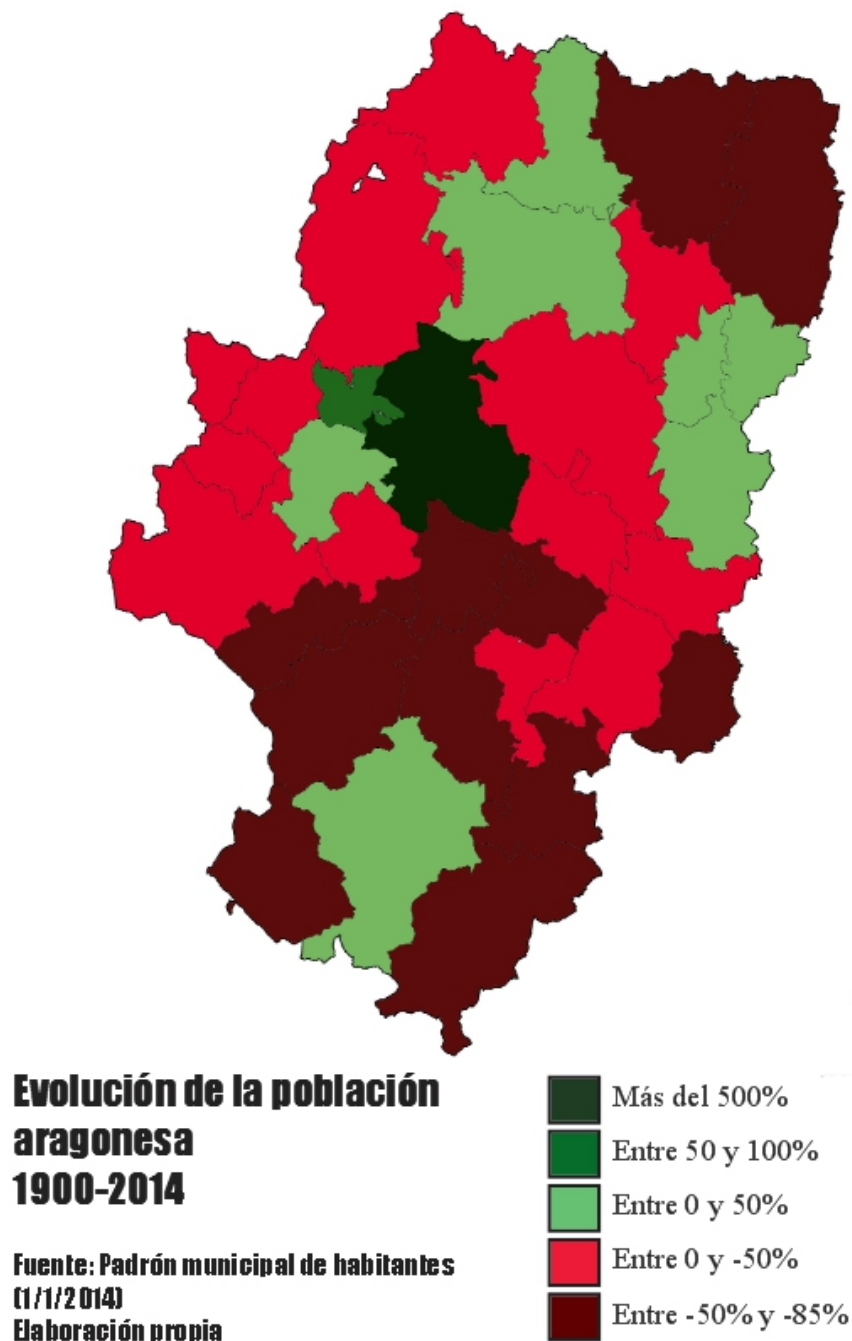 Evolución de la población
aragonesa
1900-2014
Fuente: Padrón municipal de habitantes
(1/1/2014)
Elaboración propia
Más del 500%
Entre 50 y 100%
Entre 0 y 50%
Entre 0 y -50%
Entre -50% y -85%